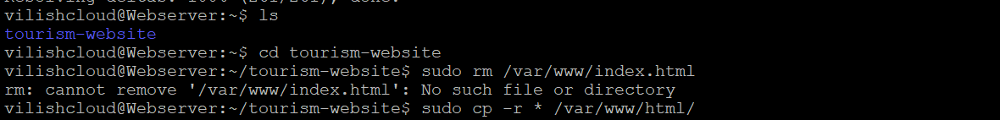 vilishcloud@Webserver:~$ ls
tourism-website
vilishcloud@Webserver:~$ cd tourism-website
vilishcloud@Webserver:~/tourism-website$ sudo rm /var/www/index.html
rm: cannot remove '/var/www/index.html': No such file or directory
vilishcloud@Webserver:~/tourism-website$ sudo cp -r * /var/www/html/